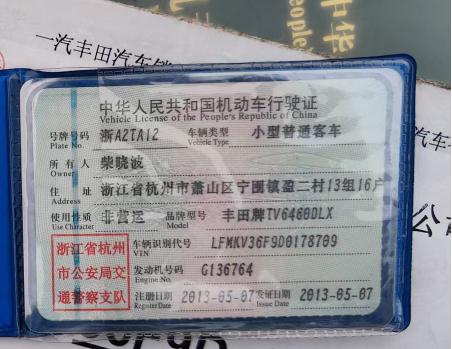 一汽丰田汽车销
中华
People
中华人民共和国机动车行驶证
Vehicle License of the People's Republic of China
号牌号码 浙A2TA12 车辆类型 小型普通客车
Plate No. Vehicle Type
所有人 柴晓波
Owner
住址 浙江省杭州市萧山区宁围镇盈二村13组16户
Address
使用性质 非营运 品牌型号 丰田牌TV6460DLX
Use Character Model
浙江省杭州市公安局交通警察支队
车辆识别代号 LFMKV36F9D0178709
VIN
发动机号码 G136764
Engine No.
注册日期 2013-05-07 发证日期 2013-05-07
Register Date Issue Date
汽车